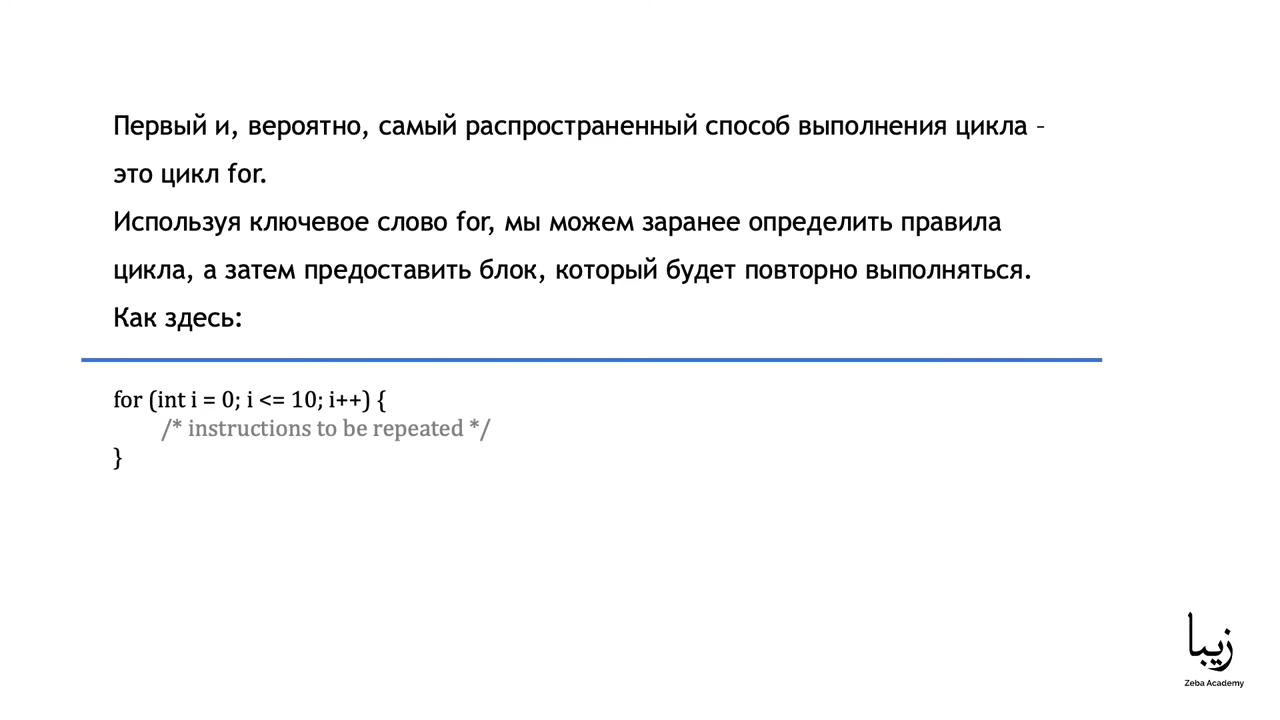 Первый и, вероятно, самый распространенный способ выполнения цикла -
это цикл for.
Используя ключевое слово for, мы можем заранее определить правила
цикла, а затем предоставить блок, который будет повторно выполняться.
Как здесь:
for (int i = 0; i <= 10; i++) {
/* instructions to be repeated */
}
زيبا
Zeba Academy